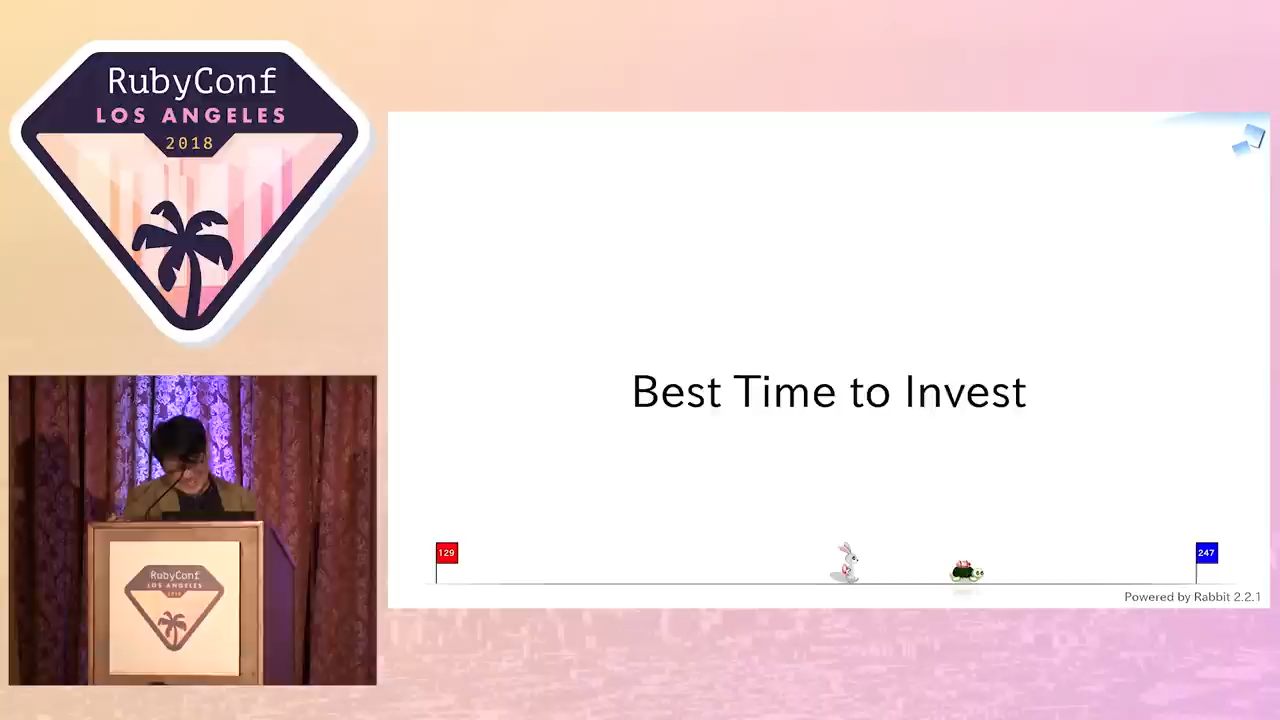 RubyConf
LOS ANGELES
2018
Best Time to Invest
129
247
Powered by Rabbit 2.2.1
RubyConf
LOS ANGELES
2018